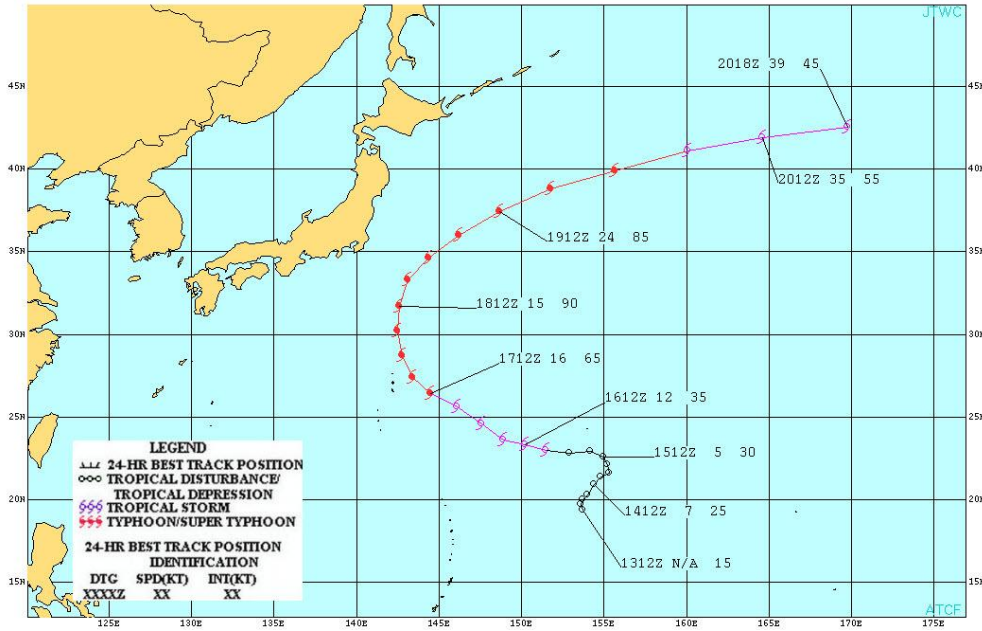 JTWC
2018Z 39 45
45N
45N
40N
40N
2012Z 35 55
1912Z 24 85
35N
35N
1812Z 15 90
30N
30N
1712Z 16 65
1612Z 12 35
25N
25N
LEGEND
24-HR BEST TRACK POSITION
TROPICAL DISTURBANCE/
TROPICAL DEPRESSION
TROPICAL STORM
TYPHOON/SUPER TYPHOON
1512Z 5 30
20N
20N
1412Z 7 25
24-HR BEST TRACK POSITION
IDENTIFICATION
DTG SPD(KT) INT(KT)
XXXXZ XX XX
1312Z N/A 15
15N
15N
ATCF
125E 130E 135E 140E 145E 150E 155E 160E 165E 170E 175E